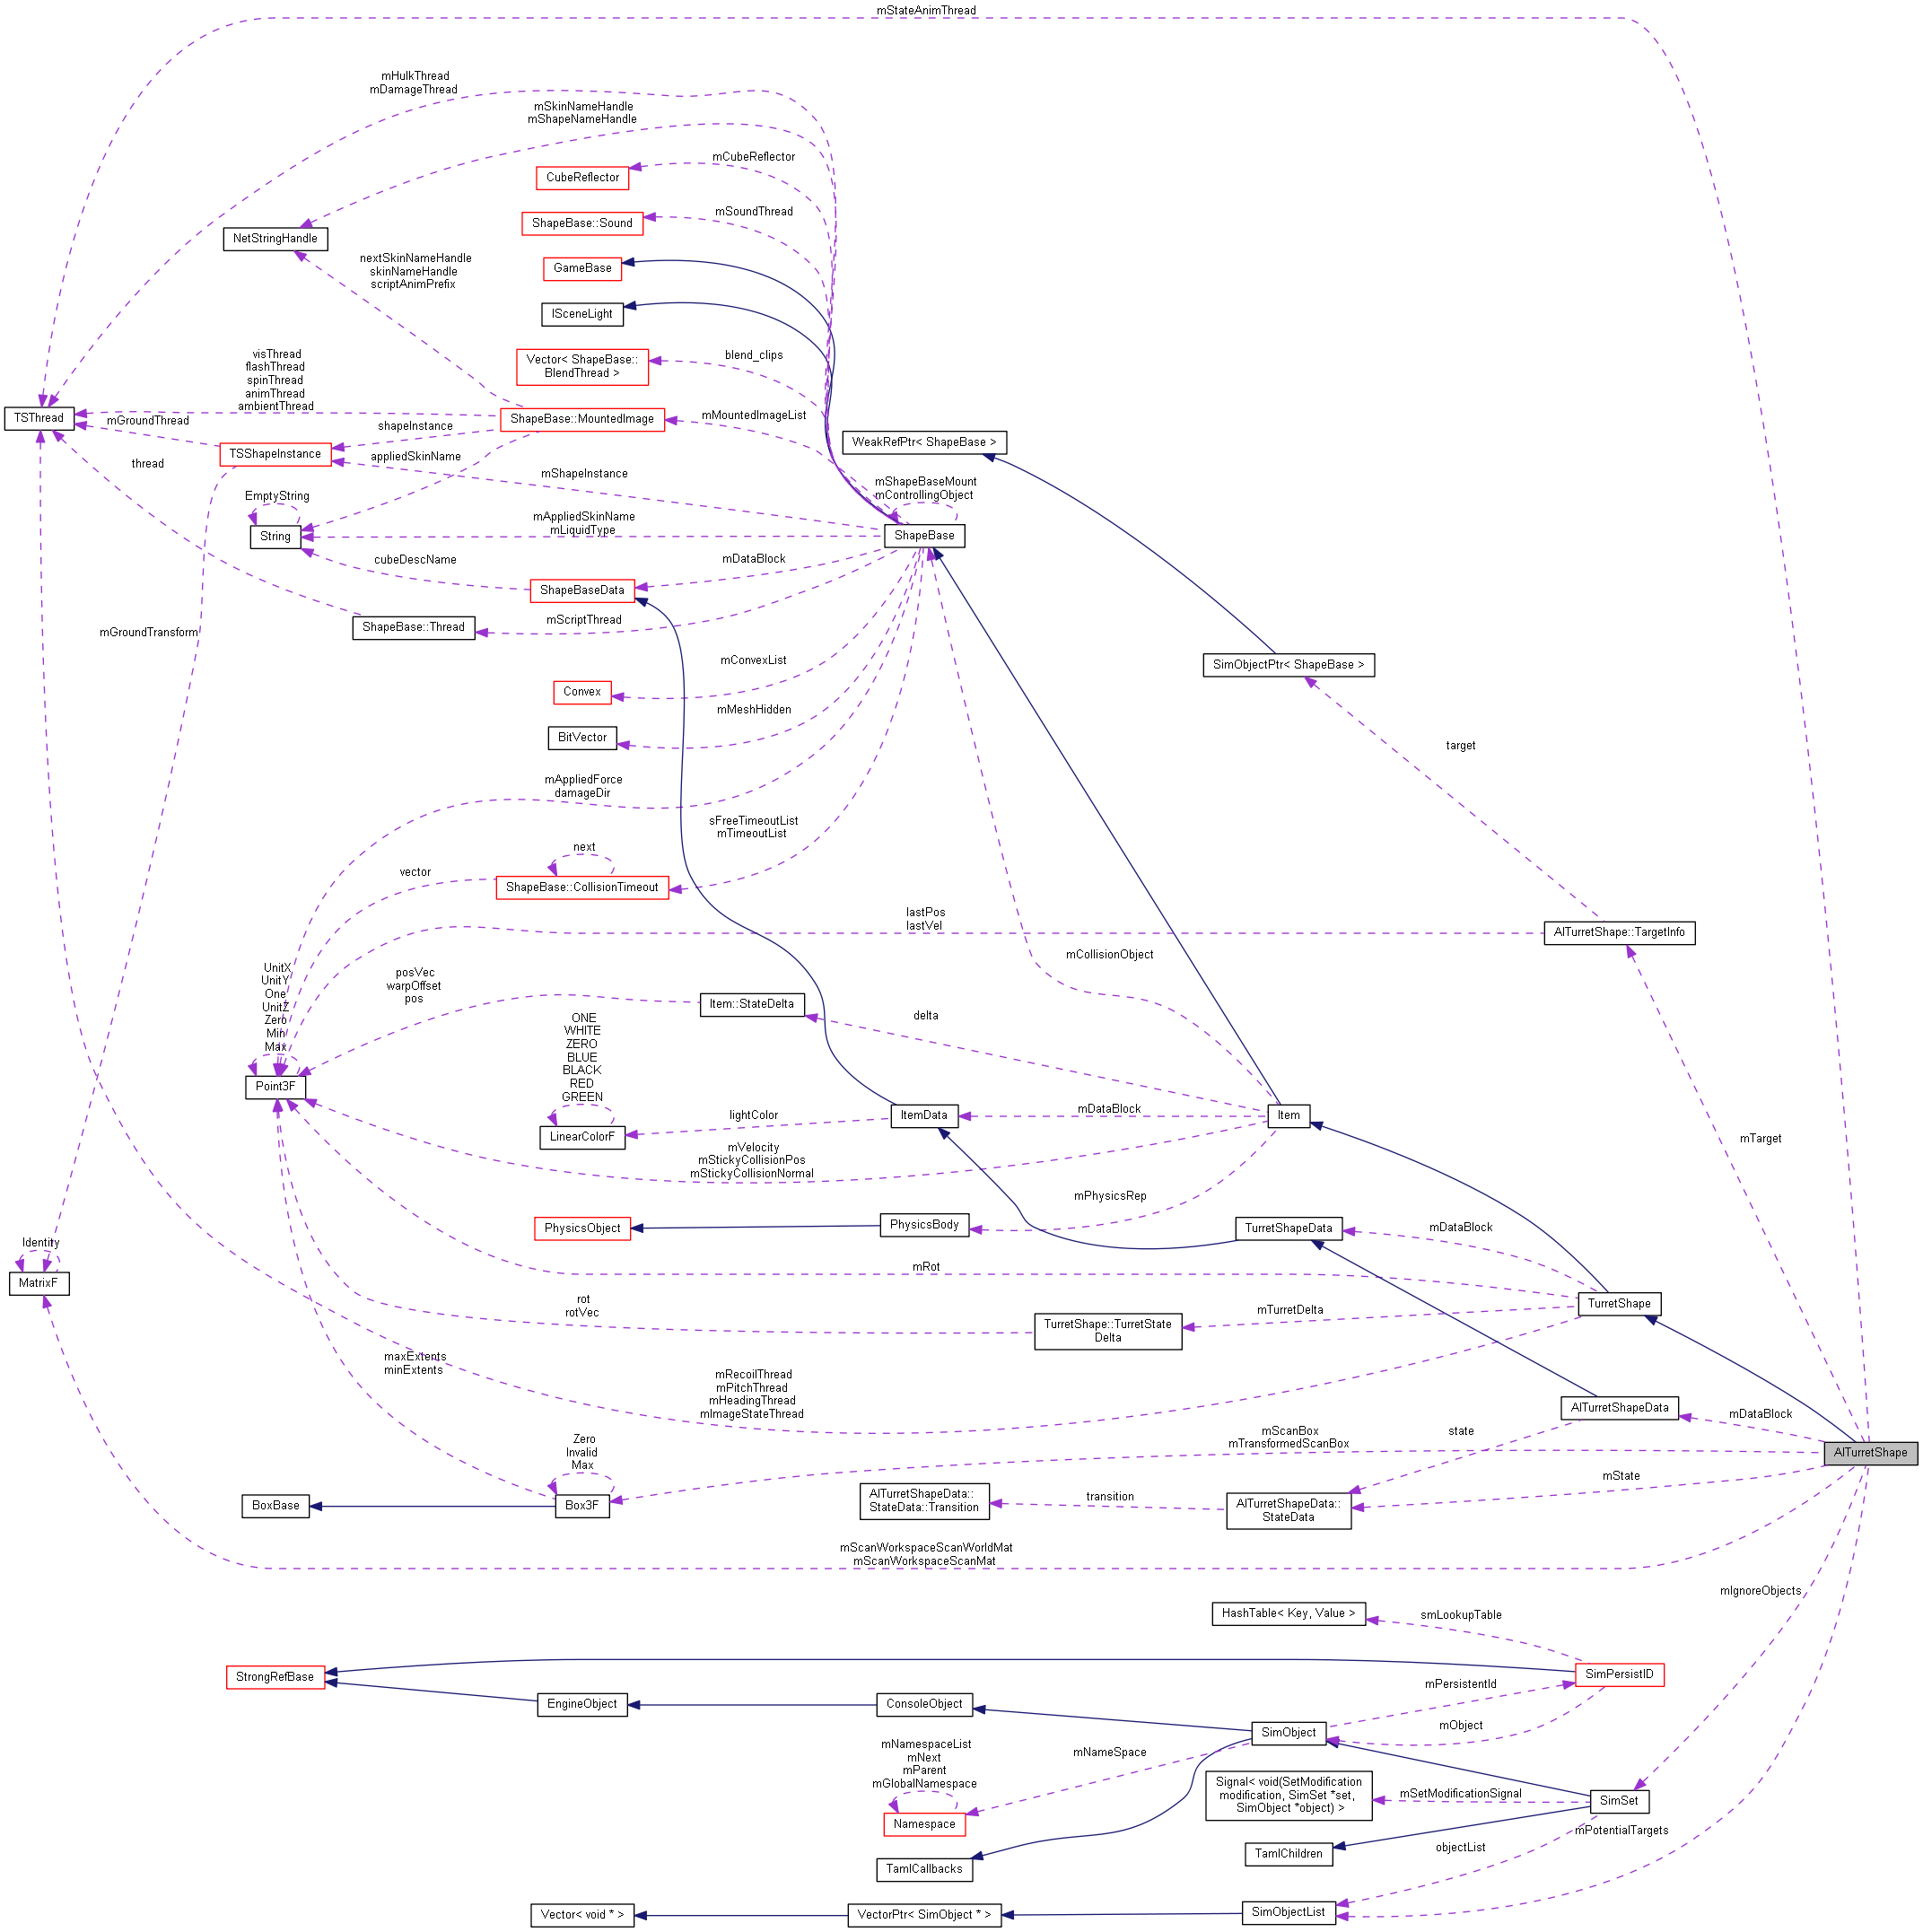 mStateAnimThread
mHulkThread
mDamageThread
mSkinNameHandle
mShapeNameHandle
mCubeReflector
CubeReflector
mSoundThread
ShapeBase::Sound
NetStringHandle
nextSkinNameHandle
skinNameHandle
scriptAnimPrefix
GameBase
ISceneLight
visThread
flashThread
spinThread
animThread
ambientThread
Vector< ShapeBase::
BlendThread >
blend_clips
TSThread
mGroundThread
ShapeBase::MountedImage
mMountedImageList
shapeInstance
TSShapeInstance
appliedSkinName
thread
mShapeInstance
WeakRefPtr< ShapeBase >
mShapeBaseMount
mControllingObject
EmptyString
String
mAppliedSkinName
mLiquidType
ShapeBase
cubeDescName
ShapeBaseData
mDataBlock
mGroundTransform
ShapeBase::Thread
mScriptThread
mConvexList
Convex
SimObjectPtr< ShapeBase >
mMeshHidden
BitVector
target
mAppliedForce
damageDir
sFreeTimeoutList
mTimeoutList
next
vector
ShapeBase::CollisionTimeout
lastPos
lastVel
AITurretShape::TargetInfo
mCollisionObject
UnitX
UnitY
One
UnitZ
Zero
Min
Max
posVec
warpOffset
pos
Item::StateDelta
delta
ONE
WHITE
ZERO
BLUE
BLACK
RED
GREEN
Point3F
lightColor
ItemData
mDataBlock
Item
LinearColorF
mVelocity
mStickyCollisionPos
mStickyCollisionNormal
mTarget
mPhysicsRep
PhysicsObject
PhysicsBody
TurretShapeData
mDataBlock
Identity
MatrixF
mRot
rot
rotVec
TurretShape::TurretState
Delta
mTurretDelta
TurretShape
maxExtents
minExtents
mRecoilThread
mPitchThread
mHeadingThread
mImageStateThread
AITurretShapeData
mDataBlock
Zero
Invalid
Max
mScanBox
mTransformedScanBox
state
AITurretShape
mState
BoxBase
Box3F
AITurretShapeData::
StateData::Transition
transition
AITurretShapeData::
StateData
mScanWorkspaceScanWorldMat
mScanWorkspaceScanMat
mIgnoreObjects
HashTable< Key, Value >
smLookupTable
StrongRefBase
SimPersistID
EngineObject
ConsoleObject
mPersistentId
mObject
SimObject
mNamespaceList
mNext
mParent
mGlobalNamespace
mNameSpace
Namespace
Signal< void(SetModification
modification, SimSet *set,
SimObject *object) >
mSetModificationSignal
SimSet
mPotentialTargets
TamlCallbacks
TamlChildren
objectList
Vector< void * >
VectorPtr< SimObject * >
SimObjectList